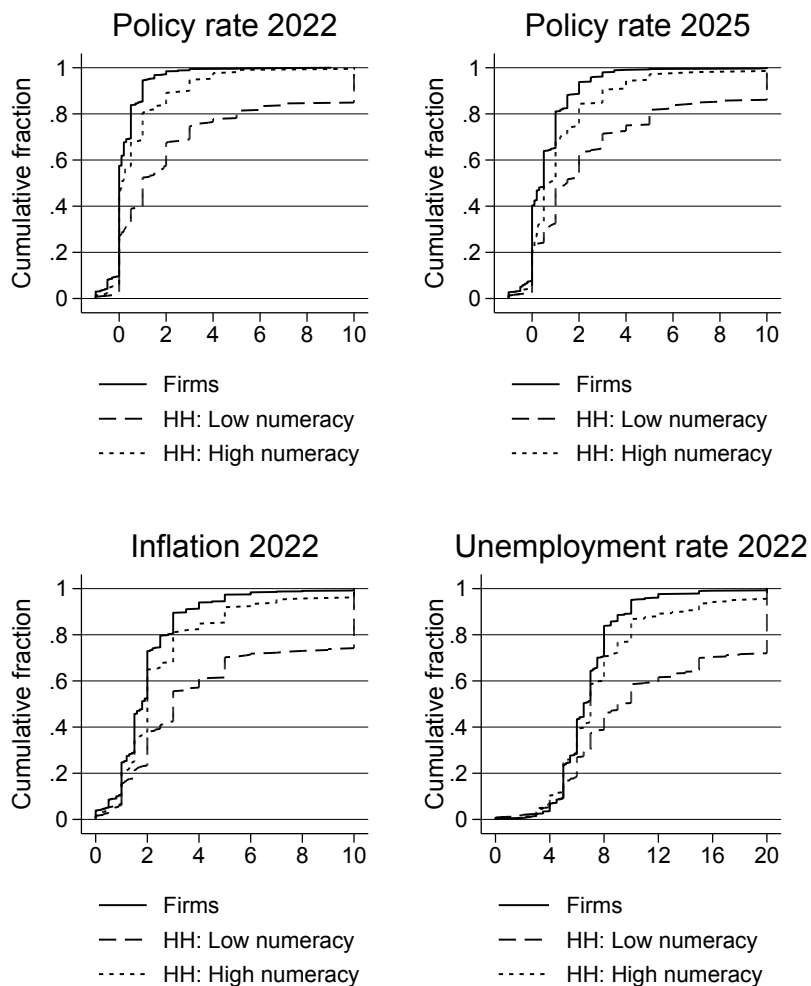 Policy rate 2022
Cumulative fraction
1
.8
.6
.4
.2
0
0 2 4 6 8 10
Firms
HH: Low numeracy
HH: High numeracy
Policy rate 2025
Cumulative fraction
1
.8
.6
.4
.2
0
0 2 4 6 8 10
Firms
HH: Low numeracy
HH: High numeracy
Inflation 2022
Cumulative fraction
1
.8
.6
.4
.2
0
0 2 4 6 8 10
Firms
HH: Low numeracy
HH: High numeracy
Unemployment rate 2022
Cumulative fraction
1
.8
.6
.4
.2
0
0 4 8 12 16 20
Firms
HH: Low numeracy
HH: High numeracy